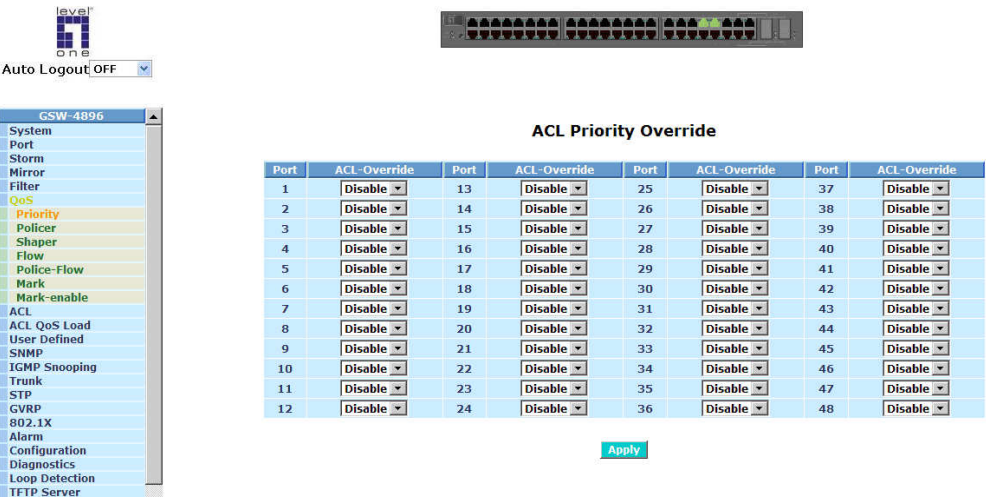 level
one
Auto Logout OFF
GSW-4896
System
Port
Storm
Mirror
Filter
QoS
Priority
Policer
Shaper
Flow
Police-Flow
Mark
Mark-enable
ACL
ACL QoS Load
User Defined
SNMP
IGMP Snooping
Trunk
STP
GVRP
802.1X
Alarm
Configuration
Diagnostics
Loop Detection
TFTP Server
ACL Priority Override
Port ACL-Override Port ACL-Override Port ACL-Override Port ACL-Override
1 Disable 13 Disable 25 Disable 37 Disable
2 Disable 14 Disable 26 Disable 38 Disable
3 Disable 15 Disable 27 Disable 39 Disable
4 Disable 16 Disable 28 Disable 40 Disable
5 Disable 17 Disable 29 Disable 41 Disable
6 Disable 18 Disable 30 Disable 42 Disable
7 Disable 19 Disable 31 Disable 43 Disable
8 Disable 20 Disable 32 Disable 44 Disable
9 Disable 21 Disable 33 Disable 45 Disable
10 Disable 22 Disable 34 Disable 46 Disable
11 Disable 23 Disable 35 Disable 47 Disable
12 Disable 24 Disable 36 Disable 48 Disable
Apply